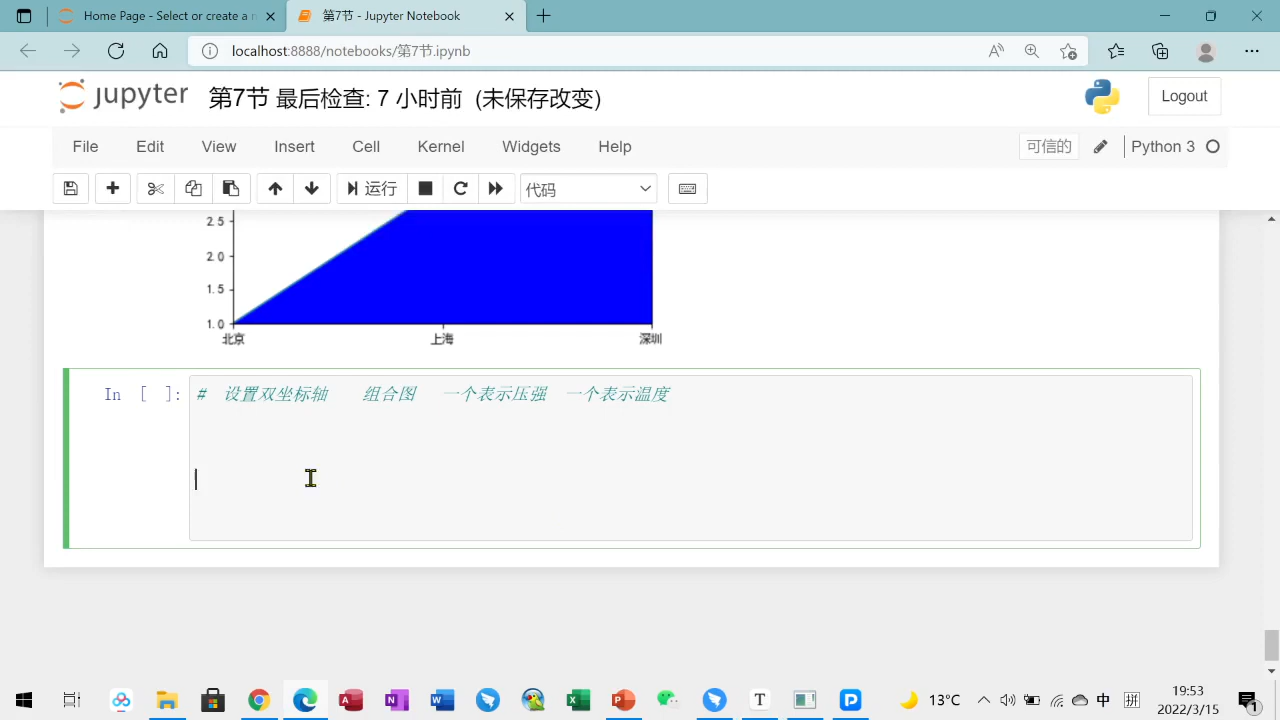 Home Page - Select or create a n
第7节 - Jupyter Notebook
localhost:8888/notebooks/第7节.ipynb
jupyter 第7节 最后检查: 7 小时前 (未保存改变)
Logout
File Edit View Insert Cell Kernel Widgets Help 可信的 Python 3
运行 代码
2.5
2.0
1.5
1.0
北京 上海 深圳
In [ ]: # 设置双坐标轴 组合图 一个表示压强 一个表示温度
13°C 中 拼 19:53
2022/3/15 1